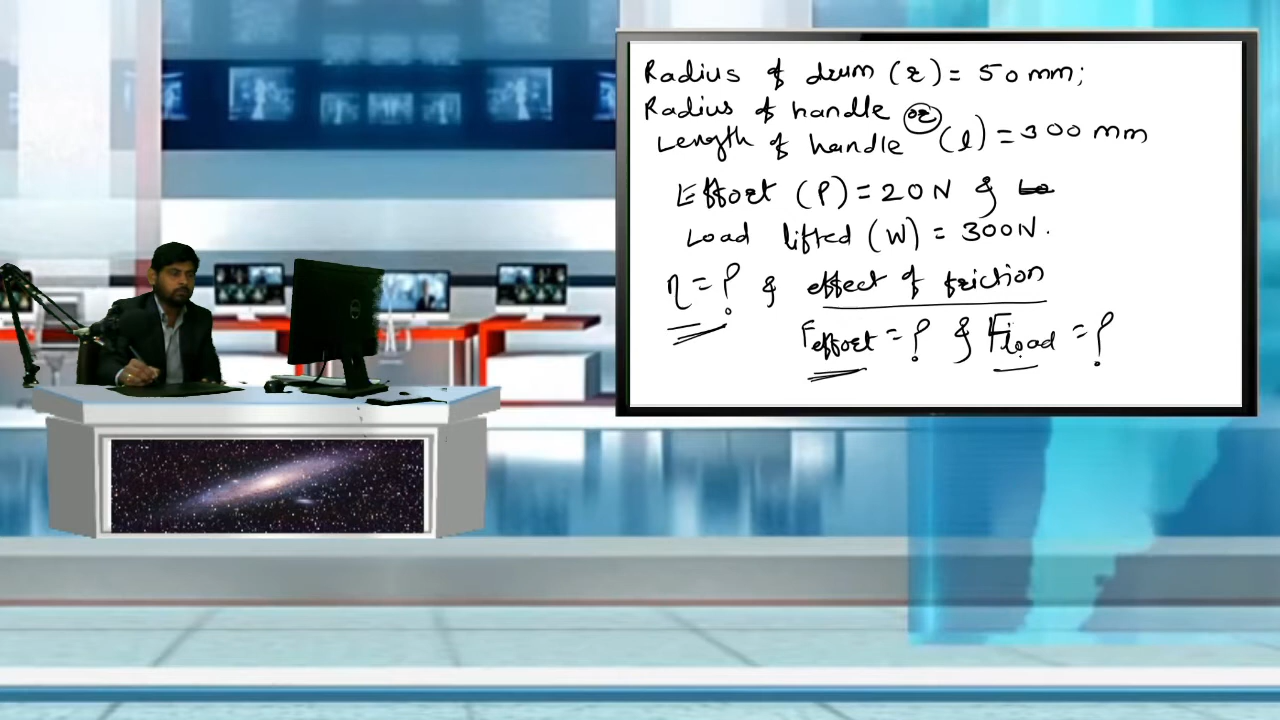 Radius of drum (r) = 50 mm;
Radius of handle or
Length of handle (l) = 300 mm
Effort (P) = 20N &
Load lifted (W) = 300N.
η = ? & effect of friction
Feffort = ? & Fload = ?